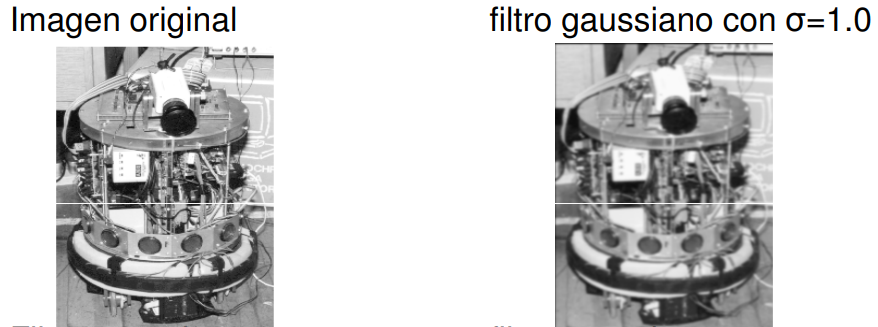 Imagen original
filtro gaussiano con σ=1.0